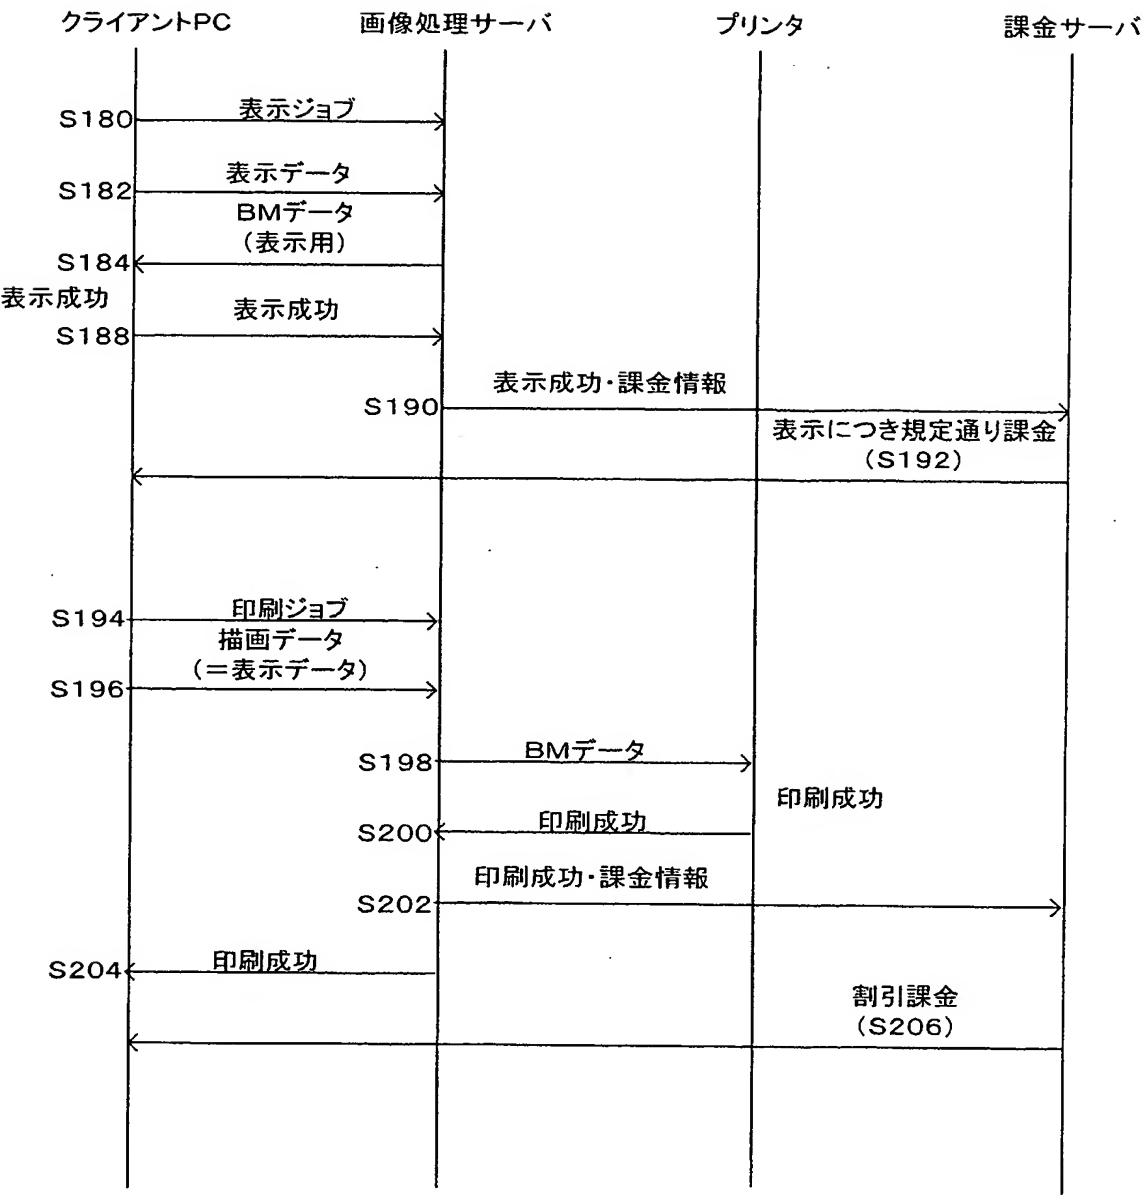 クライアントPC
画像処理サーバ
プリンタ
課金サーバ
S180
表示ジョブ
S182
表示データ
BMデータ
(表示用)
S184
表示成功
表示成功
S188
表示成功・課金情報
S190
表示につき規定通り課金
(S192)
S194
印刷ジョブ
描画データ
(=表示データ)
S196
S198
BMデータ
印刷成功
S200
印刷成功
印刷成功・課金情報
S202
S204
印刷成功
割引課金
(S206)